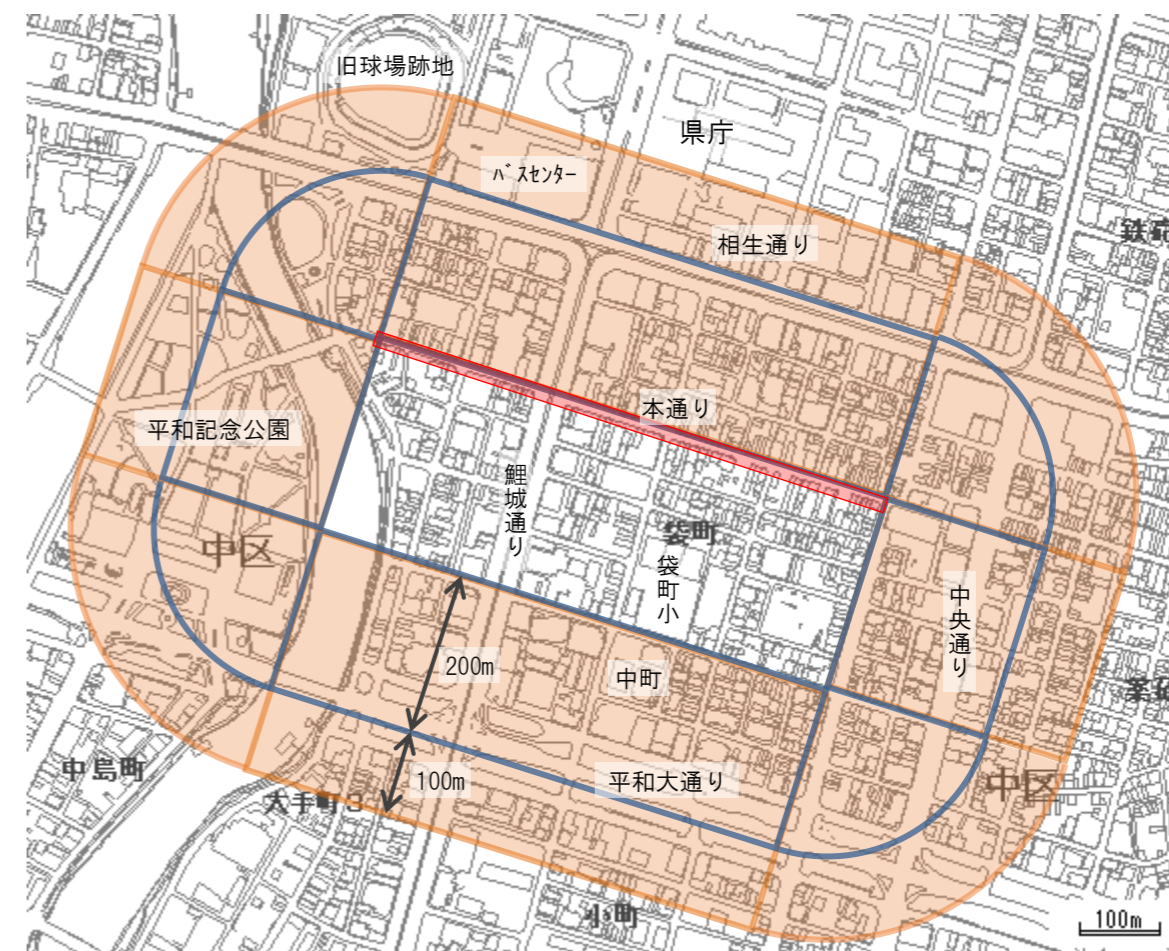 旧球場跡地
県庁
ﾊﾞｽセンター
相生通り
本通り
平和記念公園
鯉城通り
袋町
中区
袋町小
中央通り
200m
中町
中島町
100m
平和大通り
中区
大手町3
小町
100m